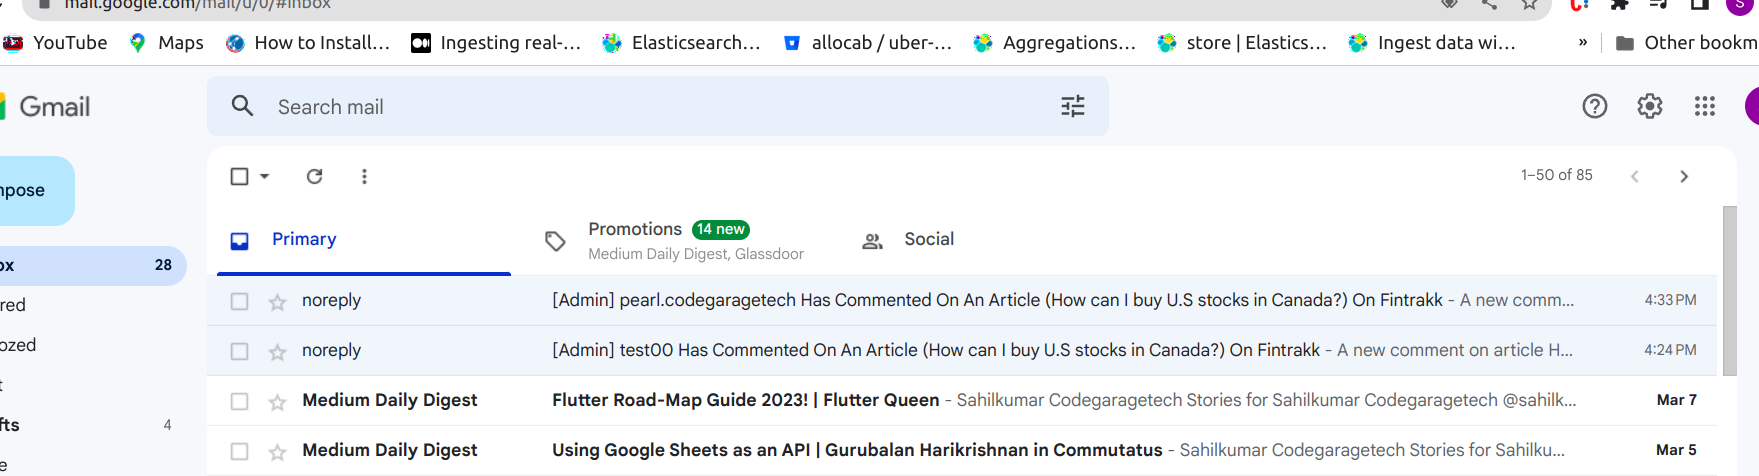 mail.google.com/mail/u/0/#inbox
YouTube Maps How to Install... Ingesting real-... Elasticsearch... allocab / uber-... Aggregations... store | Elastics... Ingest data wi... » Other bookm
Gmail Search mail
1–50 of 85
mpose
Primary Promotions 14 new Social
Medium Daily Digest, Glassdoor
ox 28
noreply [Admin] pearl.codegaragetech Has Commented On An Article (How can I buy U.S stocks in Canada?) On Fintrakk - A new comm... 4:33 PM
red
noreply [Admin] test00 Has Commented On An Article (How can I buy U.S stocks in Canada?) On Fintrakk - A new comment on article H... 4:24 PM
ozed
t
Medium Daily Digest Flutter Road-Map Guide 2023! | Flutter Queen - Sahilkumar Codegaragetech Stories for Sahilkumar Codegaragetech @sahilk... Mar 7
fts 4
Medium Daily Digest Using Google Sheets as an API | Gurubalan Harikrishnan in Commutatus - Sahilkumar Codegaragetech Stories for Sahilku... Mar 5
e